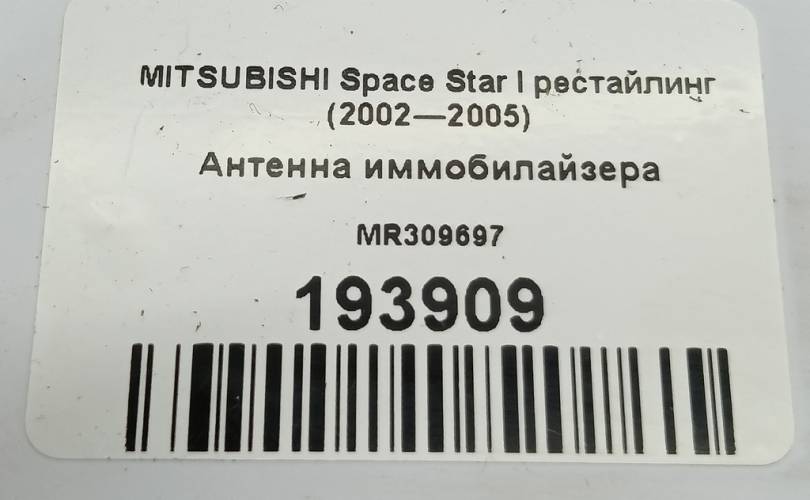 MITSUBISHI Space Star I рестайлинг
(2002—2005)
Антенна иммобилайзера
MR309697
193909